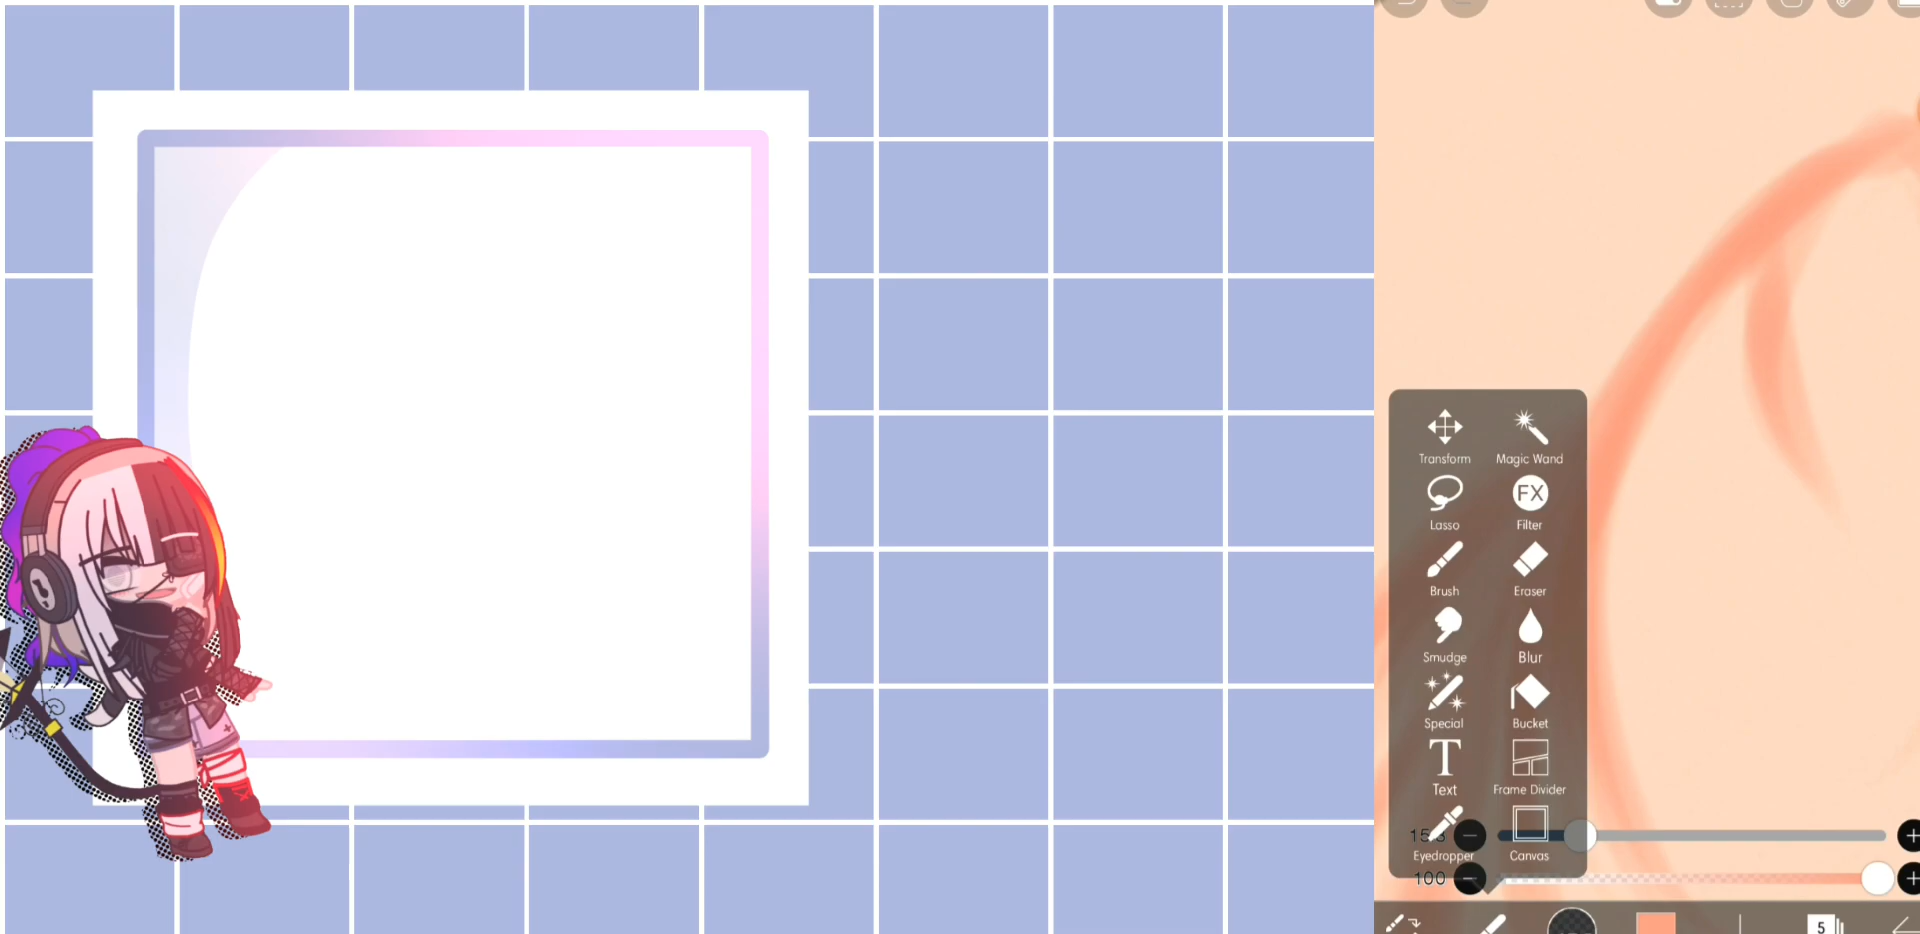 Transform Magic Wand
FX
Lasso Filter
Brush Eraser
Smudge Blur
Special Bucket
T
Text Frame Divider
Eyedropper Canvas
100
5